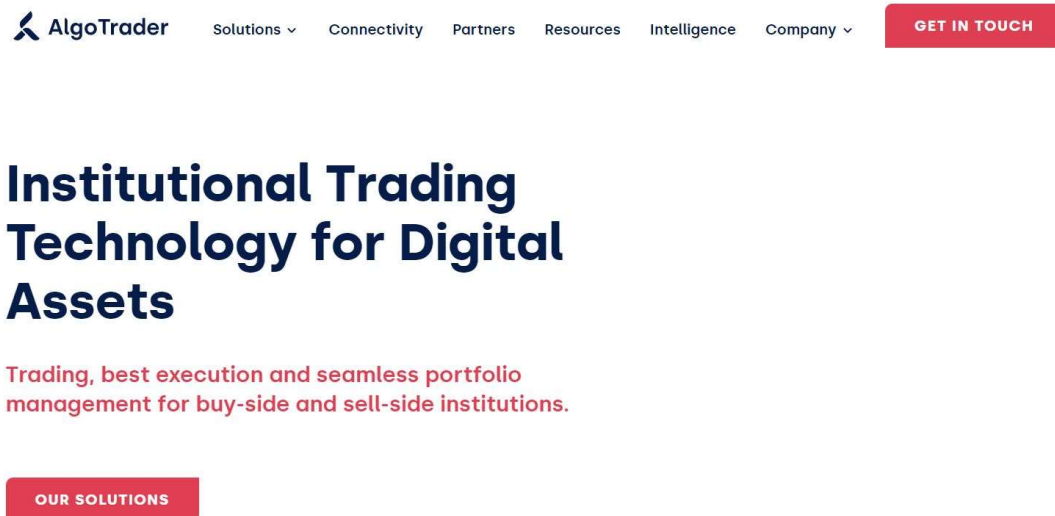 AlgoTrader
Solutions
Connectivity
Partners
Resources
Intelligence
Company
GET IN TOUCH
Institutional Trading
Technology for Digital
Assets
Trading, best execution and seamless portfolio
management for buy-side and sell-side institutions.
OUR SOLUTIONS